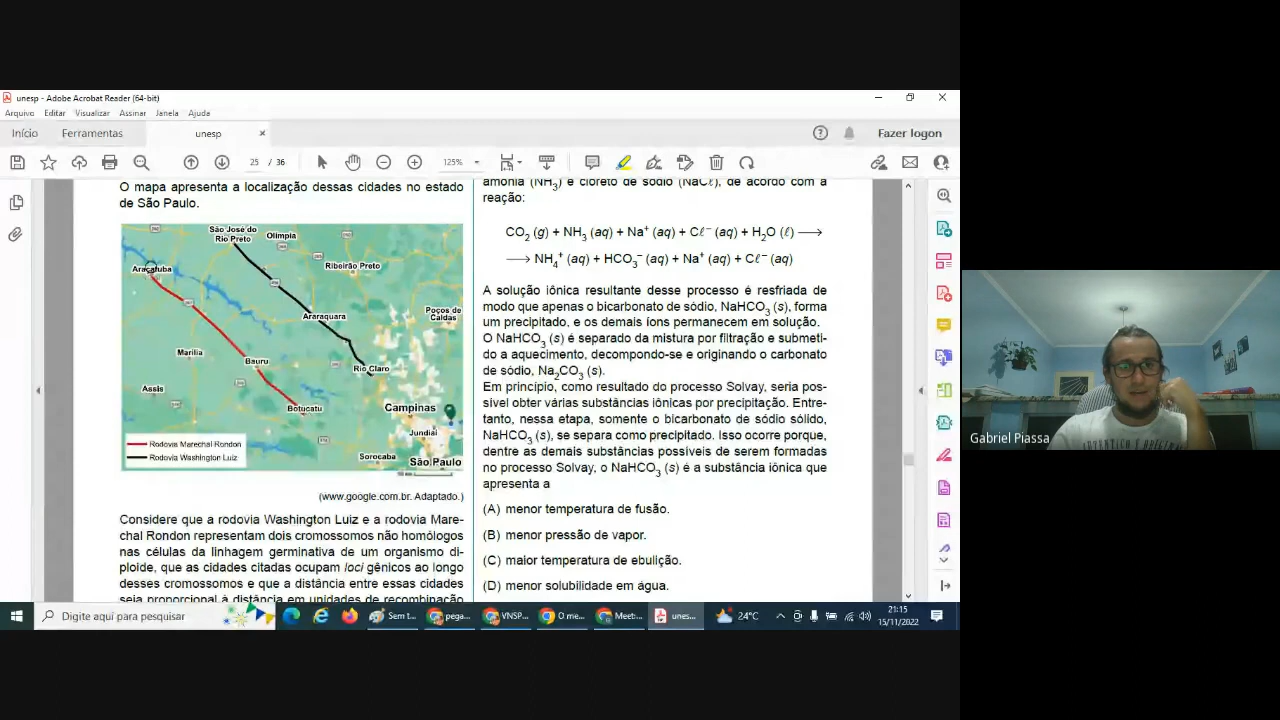 unesp - Adobe Acrobat Reader (64-bit)
Arquivo Editar Visualizar Assinar Janela Ajuda
Início Ferramentas unesp × Fazer logon
25 / 36 125%
O mapa apresenta a localização dessas cidades no estado
de São Paulo.
São José do
Rio Preto
Olímpia
Ribeirão Preto
Araçatuba
Poços de
Caldas
Araraquara
Marília
Bauru
Rio Claro
Assis
Botucatu
Campinas
Jundiaí
Sorocaba
São Paulo
Rodovia Marechal Rondon
Rodovia Washington Luiz
(www.google.com.br. Adaptado.)
Considere que a rodovia Washington Luiz e a rodovia Mare-
chal Rondon representam dois cromossomos não homólogos
nas células da linhagem germinativa de um organismo di-
ploide, que as cidades citadas ocupam loci gênicos ao longo
desses cromossomos e que a distância entre essas cidades
seja proporcional à distância em unidades de recombinação
amônia (NH3) e cloreto de sódio (NaCℓ), de acordo com a
reação:
CO2 (g) + NH3 (aq) + Na+ (aq) + Cℓ– (aq) + H2O (ℓ) ⟶
⟶ NH4+ (aq) + HCO3– (aq) + Na+ (aq) + Cℓ– (aq)
A solução iônica resultante desse processo é resfriada de
modo que apenas o bicarbonato de sódio, NaHCO3 (s), forma
um precipitado, e os demais íons permanecem em solução.
O NaHCO3 (s) é separado da mistura por filtração e submeti-
do a aquecimento, decompondo-se e originando o carbonato
de sódio, Na2CO3 (s).
Em princípio, como resultado do processo Solvay, seria pos-
sível obter várias substâncias iônicas por precipitação. Entre-
tanto, nessa etapa, somente o bicarbonato de sódio sólido,
NaHCO3 (s), se separa como precipitado. Isso ocorre porque,
dentre as demais substâncias possíveis de serem formadas
no processo Solvay, o NaHCO3 (s) é a substância iônica que
apresenta a
(A) menor temperatura de fusão.
(B) menor pressão de vapor.
(C) maior temperatura de ebulição.
(D) menor solubilidade em água.
Gabriel Piassa
Digite aqui para pesquisar
Sem t... pega... VNSP... O me... Meet:... unes... 24°C
21:15
15/11/2022